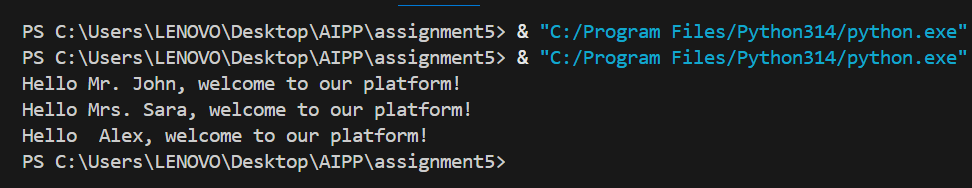 PS C:\Users\LENOVO\Desktop\AIPP\assignment5> & "C:/Program Files/Python314/python.exe"
PS C:\Users\LENOVO\Desktop\AIPP\assignment5> & "C:/Program Files/Python314/python.exe"
Hello Mr. John, welcome to our platform!
Hello Mrs. Sara, welcome to our platform!
Hello  Alex, welcome to our platform!
PS C:\Users\LENOVO\Desktop\AIPP\assignment5>